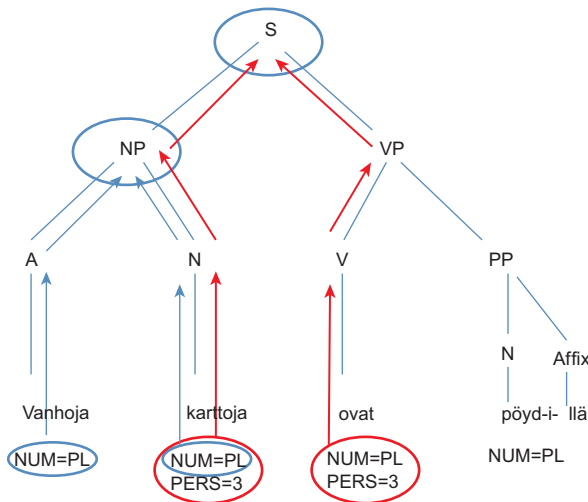 S
NP
VP
A
N
V
PP
N
Affix
Vanhoja
karttoja
ovat
pöyd-i- llä
NUM=PL
NUM=PL
PERS=3
NUM=PL
PERS=3
NUM=PL